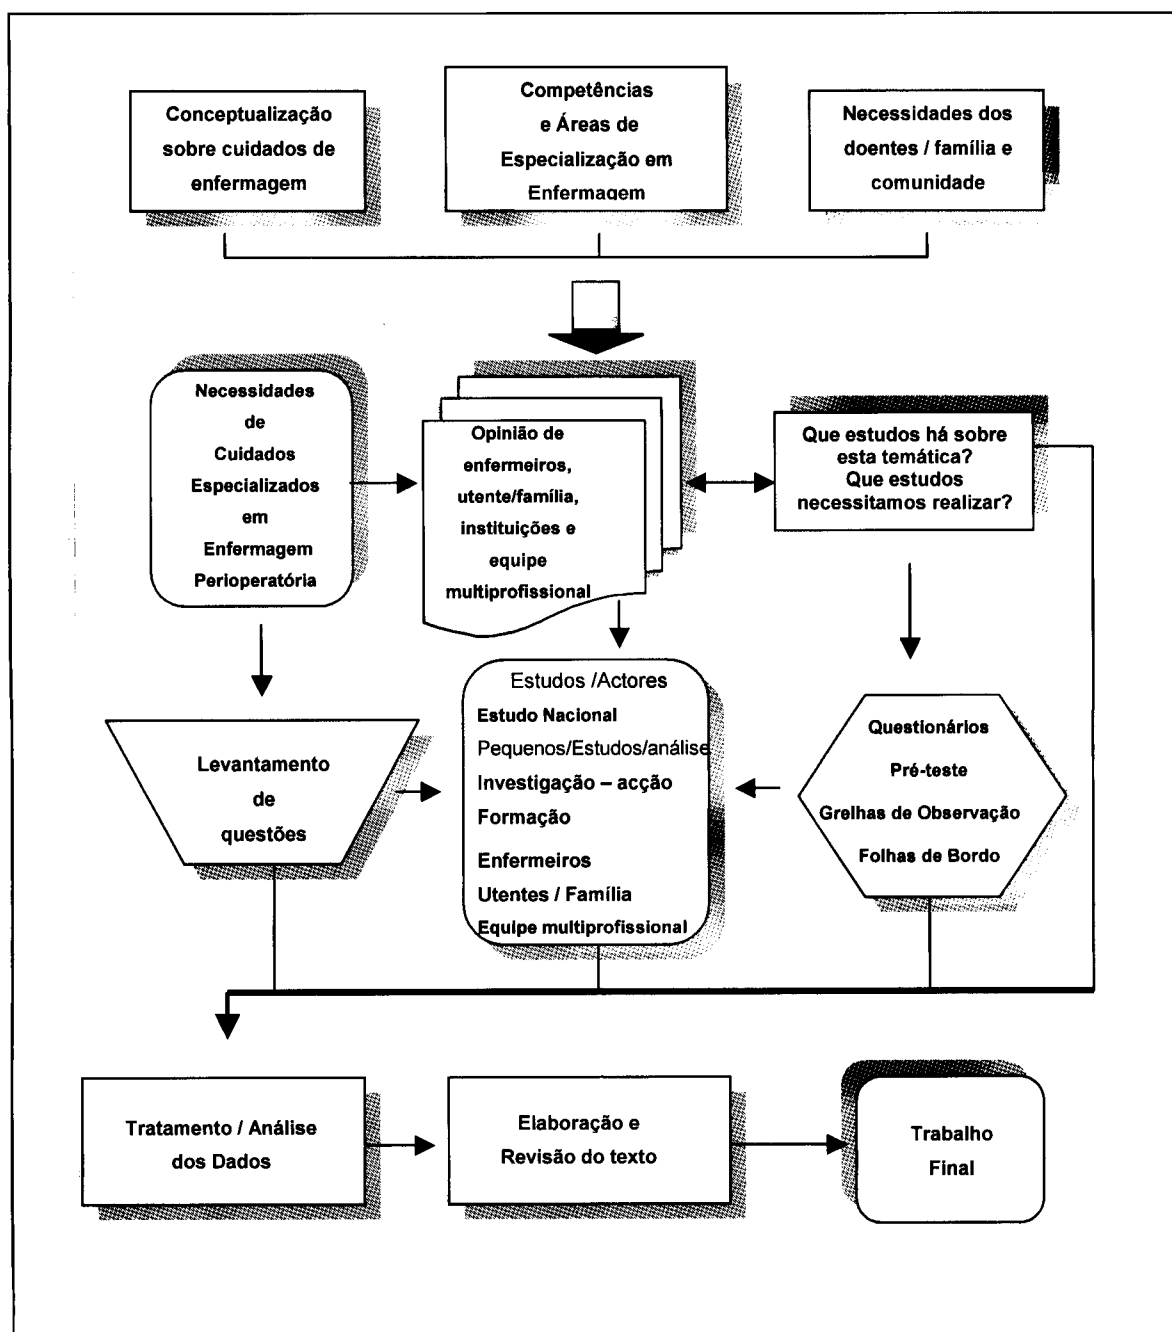 Conceptualização
sobre cuidados de
enfermagem
Competências
e Áreas de
Especialização em
Enfermagem
Necessidades dos
doentes / família e
comunidade
Necessidades
de
Cuidados
Especializados
em
Enfermagem
Perioperatória
Opinião de
enfermeiros,
utente/família,
instituições e
equipe
multiprofissional
Que estudos há sobre
esta temática?
Que estudos
necessitamos realizar?
Levantamento
de
questões
Estudos /Actores
Estudo Nacional
Pequenos/Estudos/análise
Investigação – acção
Formação
Enfermeiros
Utentes / Família
Equipe multiprofissional
Questionários
Pré-teste
Grelhas de Observação
Folhas de Bordo
Tratamento / Análise
dos Dados
Elaboração e
Revisão do texto
Trabalho
Final